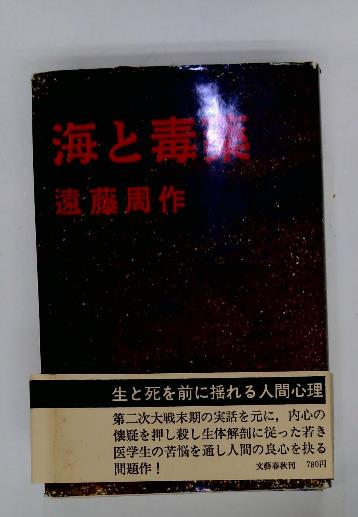 海と毒薬
遠藤周作
生と死を前に揺れる人間心理
第二次大戦末期の実話を元に，内心の
懐疑を押し殺し生体解剖に従った若き
医学生の苦悩を通し人間の良心を抉る
問題作！
文藝春秋刊 780円